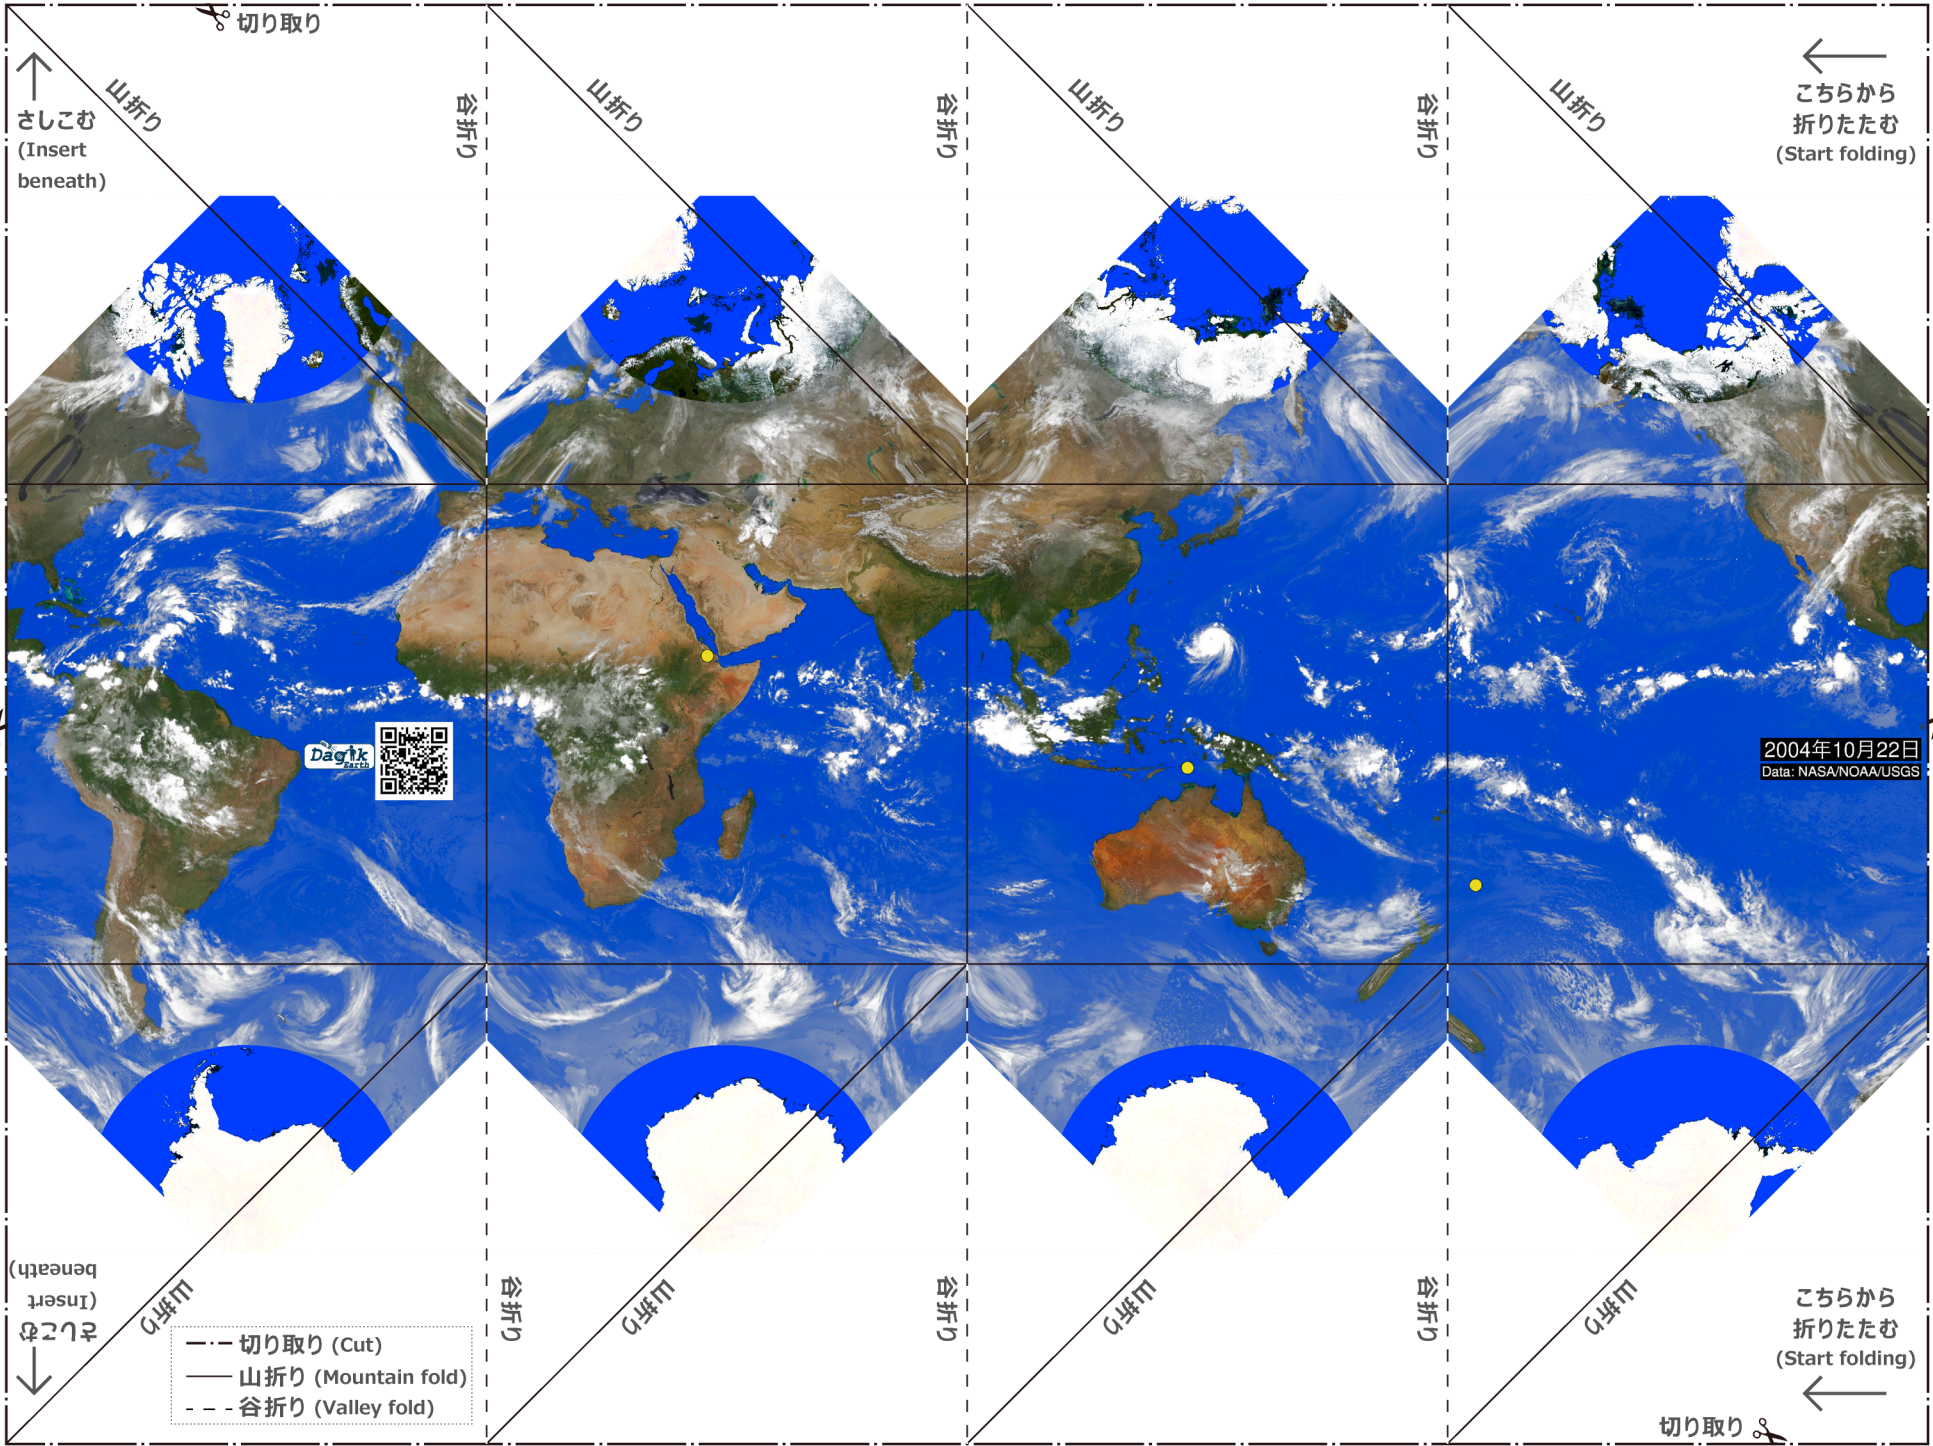 切り取り
山折り
谷折り
山折り
谷折り
山折り
谷折り
山折り
さしこむ
(Insert
beneath)
こちらから
折りたたむ
(Start folding)
Dagik
Earth
2004年10月22日
Data: NASA/NOAA/USGS
さしこむ
(Insert
beneath)
山折り
谷折り
山折り
谷折り
山折り
谷折り
山折り
こちらから
折りたたむ
(Start folding)
切り取り (Cut)
山折り (Mountain fold)
谷折り (Valley fold)
切り取り